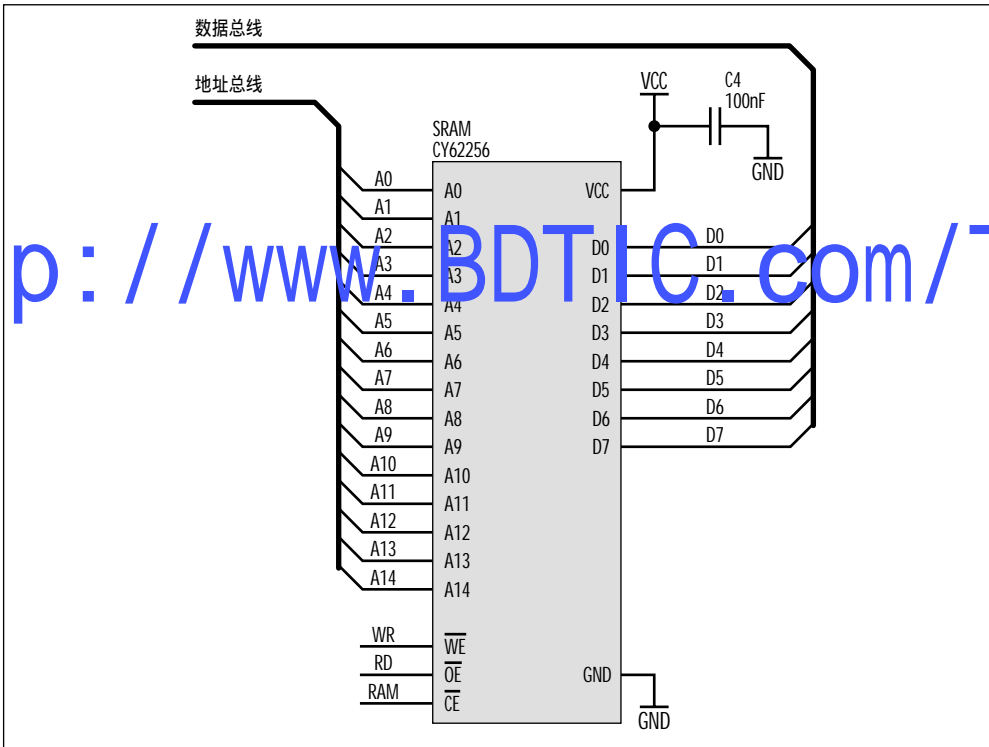 数据总线
地址总线
VCC
C4
100nF
GND
SRAM
CY62256
A0 A0 VCC
A1 A1
A2 A2 D0 D0
A3 A3 D1 D1
A4 A4 D2 D2
p://www.BDTIC.com/
A5 A5 D3 D3
A6 A6 D4 D4
A7 A7 D5 D5
A8 A8 D6 D6
A9 A9 D7 D7
A10 A10
A11 A11
A12 A12
A13 A13
A14 A14
WR WE
RD OE GND
RAM CE
GND